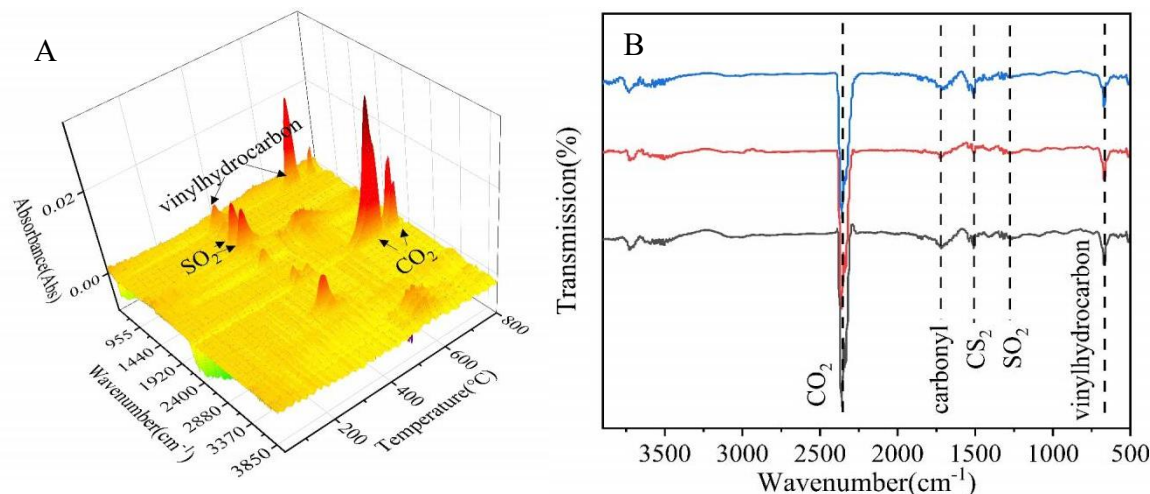 A
vinylhydrocarbon
SO2
CO2
Absorbance(Abs)
0.02
0.00
Wavenumber(cm-1)
955
1440
1920
2400
2880
3370
3850
Temperature(°C)
200
400
600
800
B
Transmission(%)
CO2
carbonyl
CS2
SO2
vinylhydrocarbon
3500 3000 2500 2000 1500 1000 500
Wavenumber(cm-1)